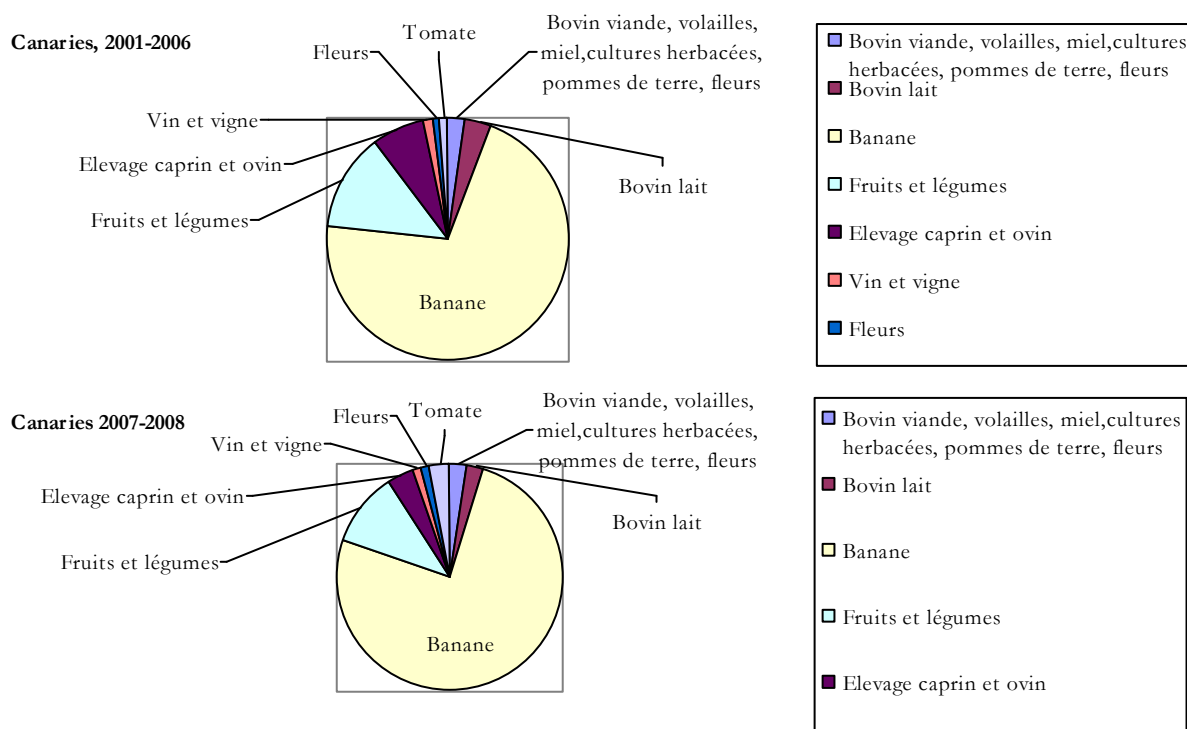 Canaries, 2001-2006
Tomate
Bovin viande, volailles,
miel,cultures herbacées,
pommes de terre, fleurs
Fleurs
Vin et vigne
Elevage caprin et ovin
Fruits et légumes
Bovin lait
Banane
Bovin viande, volailles, miel,cultures
herbacées, pommes de terre, fleurs
Bovin lait
Banane
Fruits et légumes
Elevage caprin et ovin
Vin et vigne
Fleurs
Canaries 2007-2008
Tomate
Bovin viande, volailles,
miel,cultures herbacées,
pommes de terre, fleurs
Fleurs
Vin et vigne
Elevage caprin et ovin
Fruits et légumes
Bovin lait
Banane
Bovin viande, volailles, miel,cultures
herbacées, pommes de terre, fleurs
Bovin lait
Banane
Fruits et légumes
Elevage caprin et ovin